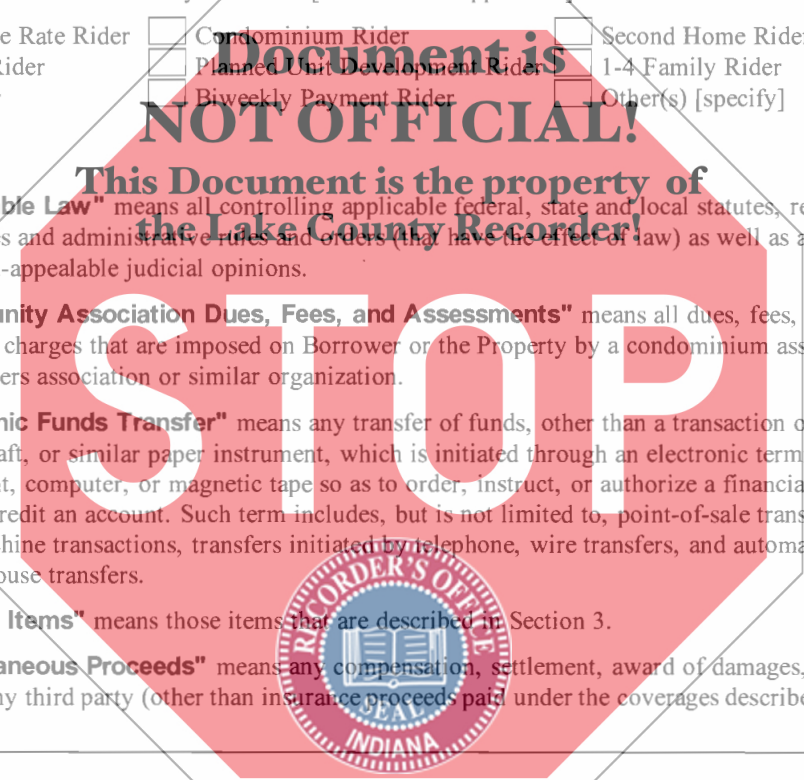 e Rate Rider Condominium Rider Second Home Rider
Rider Planned Unit Development Rider 1-4 Family Rider
Biweekly Payment Rider Other(s) [specify]
Document is
NOT OFFICIAL!
This Document is the property of
the Lake County Recorder!
ble Law" means all controlling applicable federal, state and local statutes, re
s and administrative rules and orders (that have the effect of law) as well as a
-appealable judicial opinions.
nity Association Dues, Fees, and Assessments" means all dues, fees,
charges that are imposed on Borrower or the Property by a condominium ass
ers association or similar organization.
nic Funds Transfer" means any transfer of funds, other than a transaction o
aft, or similar paper instrument, which is initiated through an electronic term
t, computer, or magnetic tape so as to order, instruct, or authorize a financia
redit an account. Such term includes, but is not limited to, point-of-sale trans
hine transactions, transfers initiated by telephone, wire transfers, and automa
ouse transfers.
Items" means those items that are described in Section 3.
aneous Proceeds" means any compensation, settlement, award of damages,
ny third party (other than insurance proceeds paid under the coverages describe
STOP
RECORDER'S OFFICE
SEAL
INDIANA